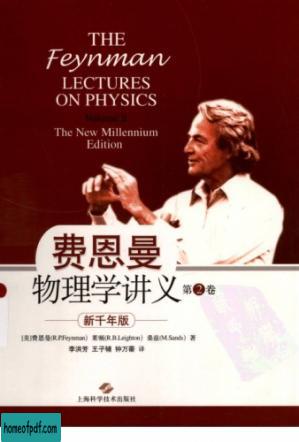 THE
Feynman
LECTURES
ON PHYSICS
Volume 2
The New Millennium
Edition
费恩曼
物理学讲义 第2卷
新千年版
[美]费恩曼(R.P.Feynman) 莱顿(R.B.Leighton) 桑兹(M.Sands) 著
李洪芳 王子辅 钟万蘅 译
上海科学技术出版社
homeofpdf.com